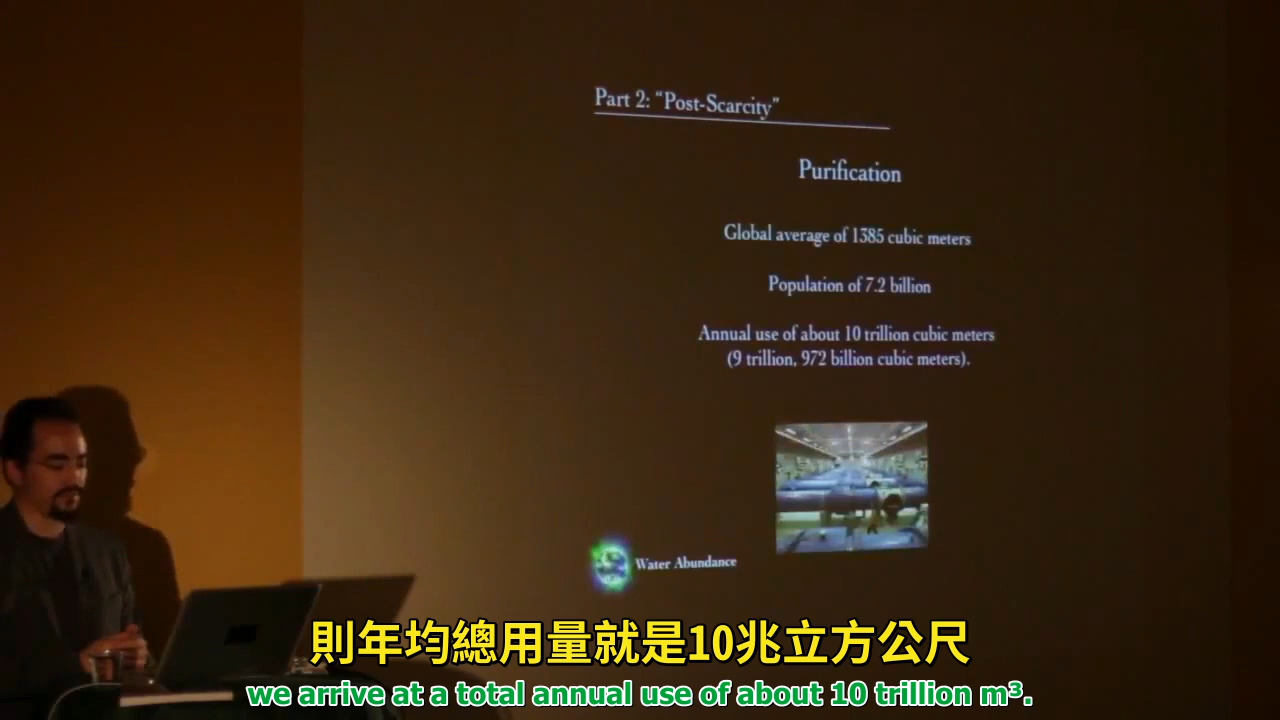 Part 2: “Post-Scarcity”
Purification
Global average of 1385 cubic meters
Population of 7.2 billion
Annual use of about 10 trillion cubic meters
(9 trillion, 972 billion cubic meters).
Water Abundance
則年均總用量就是10兆立方公尺
we arrive at a total annual use of about 10 trillion m³.